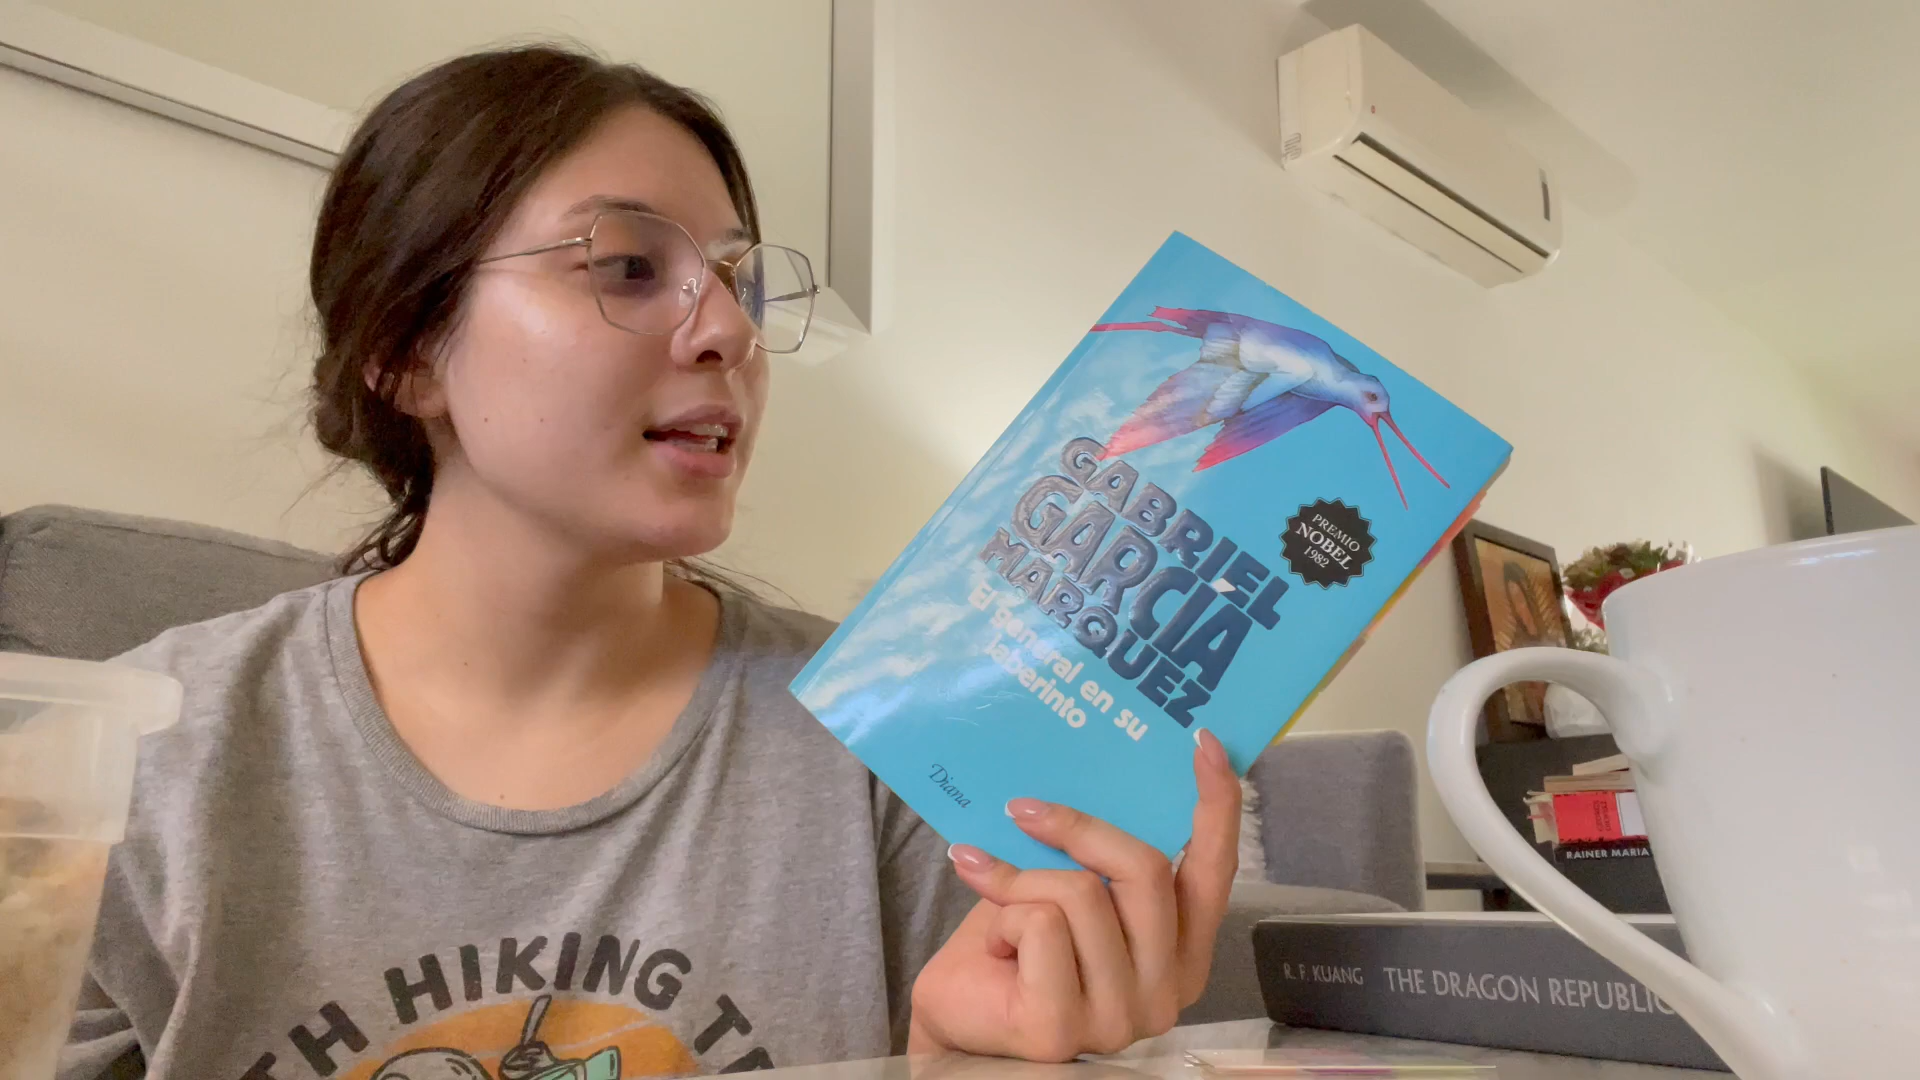 GABRIEL
GARCÍA
MÁRQUEZ
El general en su
laberinto
PREMIO
NOBEL
1982
Diana
TH HIKING T
RAINER MARIA
R. F. KUANG THE DRAGON REPUBLIC